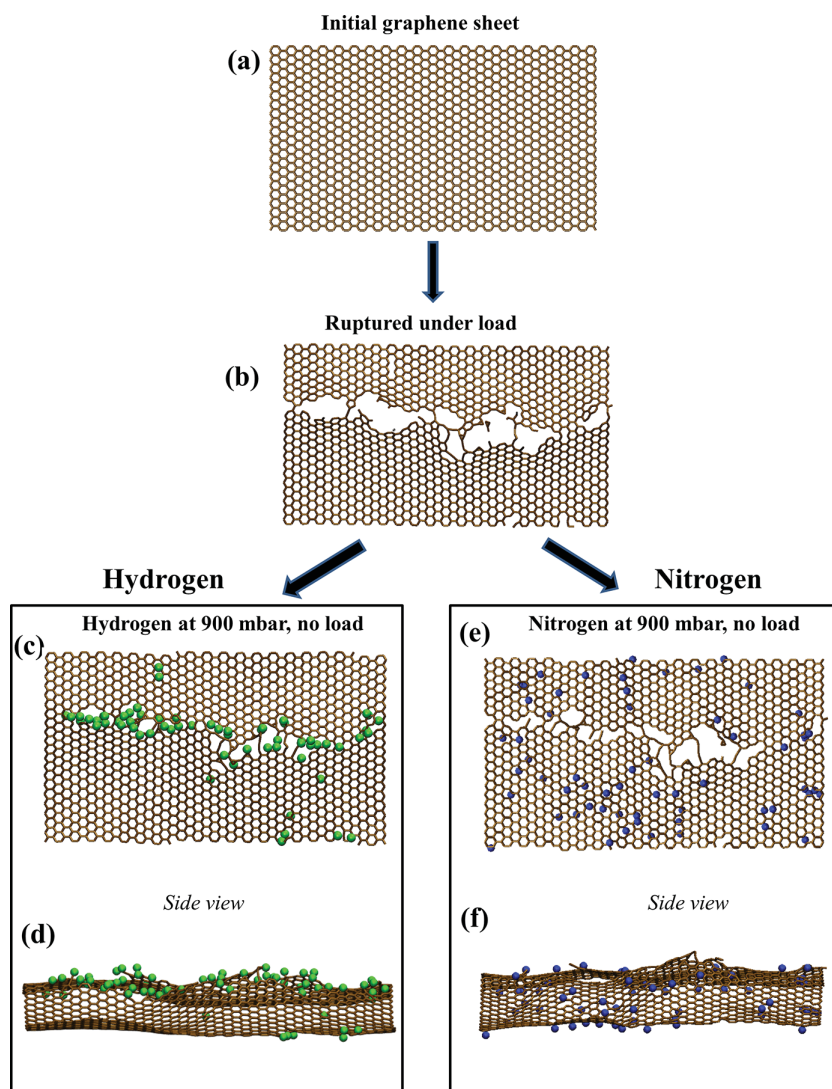 Initial graphene sheet
(a)
Ruptured under load
(b)
Hydrogen
Nitrogen
Hydrogen at 900 mbar, no load
(c)
Nitrogen at 900 mbar, no load
(e)
Side view
(d)
Side view
(f)